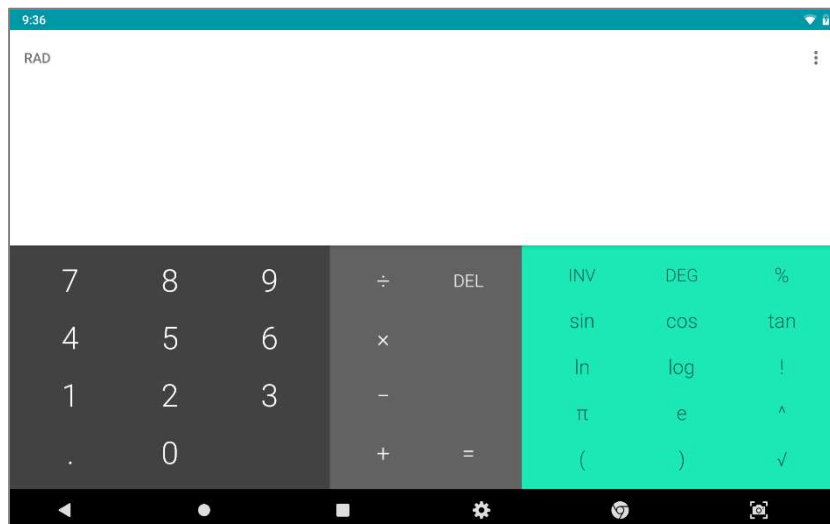 9:36
RAD
7 8 9 ÷ DEL INV DEG %
4 5 6 × sin cos tan
1 2 3 − ln log !
. 0 + = π e ^
( ) √